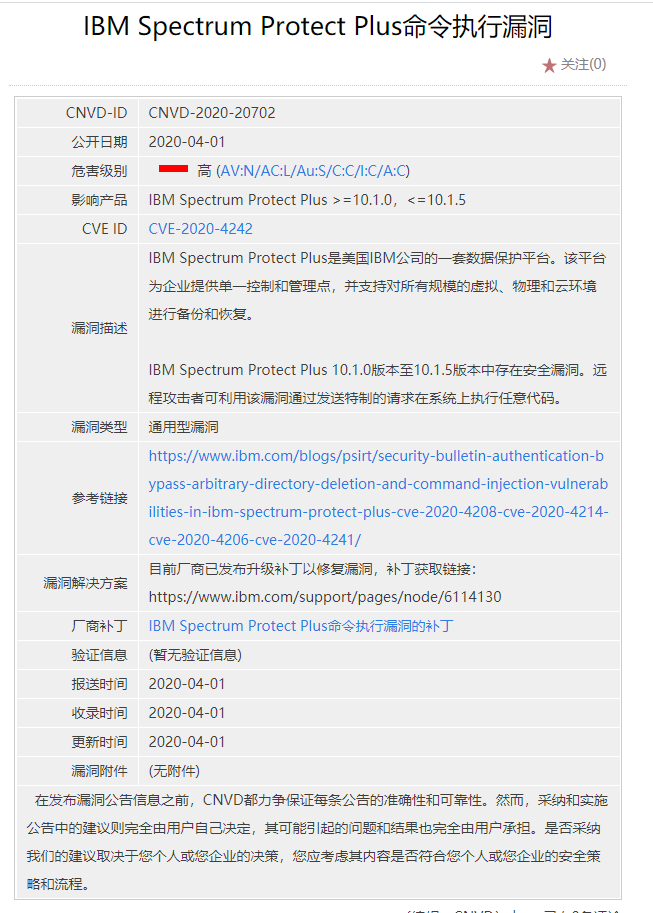 IBM Spectrum Protect Plus命令执行漏洞
★ 关注(0)
CNVD-ID CNVD-2020-20702
公开日期 2020-04-01
危害级别 高 (AV:N/AC:L/Au:S/C:C/I:C/A:C)
影响产品 IBM Spectrum Protect Plus >=10.1.0，<=10.1.5
CVE ID CVE-2020-4242
IBM Spectrum Protect Plus是美国IBM公司的一套数据保护平台。该平台
为企业提供单一控制和管理点，并支持对所有规模的虚拟、物理和云环境
进行备份和恢复。
漏洞描述
IBM Spectrum Protect Plus 10.1.0版本至10.1.5版本中存在安全漏洞。远
程攻击者可利用该漏洞通过发送特制的请求在系统上执行任意代码。
漏洞类型 通用型漏洞
参考链接
https://www.ibm.com/blogs/psirt/security-bulletin-authentication-b
ypass-arbitrary-directory-deletion-and-command-injection-vulnerab
ilities-in-ibm-spectrum-protect-plus-cve-2020-4208-cve-2020-4214-
cve-2020-4206-cve-2020-4241/
漏洞解决方案
目前厂商已发布升级补丁以修复漏洞，补丁获取链接：
https://www.ibm.com/support/pages/node/6114130
厂商补丁 IBM Spectrum Protect Plus命令执行漏洞的补丁
验证信息 (暂无验证信息)
报送时间 2020-04-01
收录时间 2020-04-01
更新时间 2020-04-01
漏洞附件 (无附件)
在发布漏洞公告信息之前，CNVD都力争保证每条公告的准确性和可靠性。然而，采纳和实施
公告中的建议则完全由用户自己决定，其可能引起的问题和结果也完全由用户承担。是否采纳
我们的建议取决于您个人或您企业的决策，您应考虑其内容是否符合您个人或您企业的安全策
略和流程。